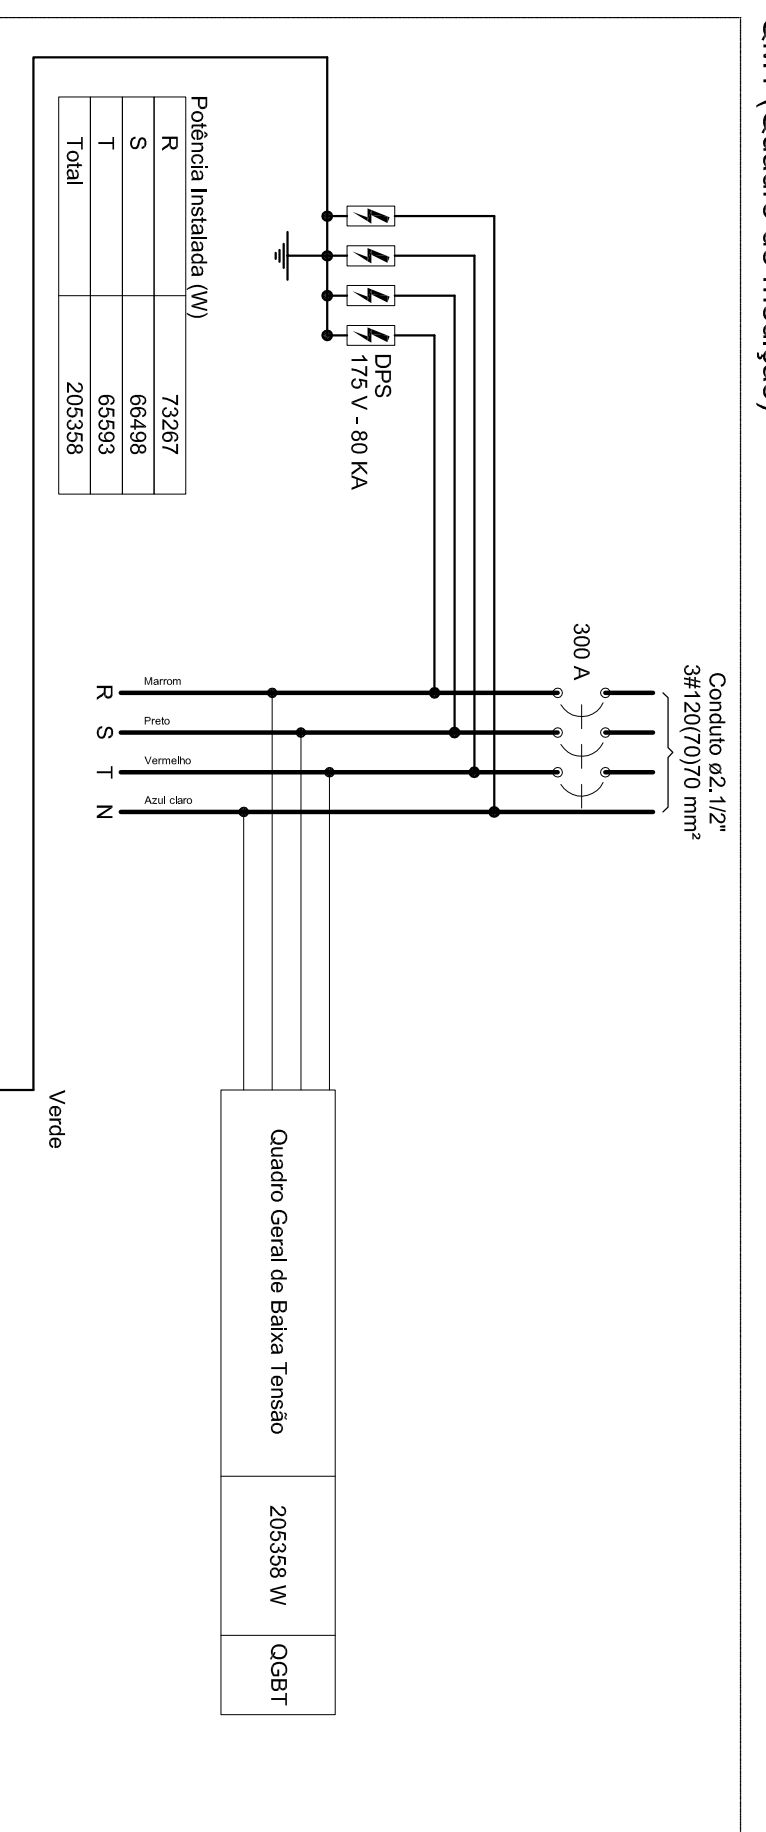 Conduto ø2.1/2"
3#120(70)70 mm²
300 A
DPS
175 V - 80 KA
Potência Instalada (W)
R 73267
S 66498
T 65593
Total 205358
R Marrom
S Preto
T Vermelho
N Azul claro
Quadro Geral de Baixa Tensão 205358 W QGBT
Verde